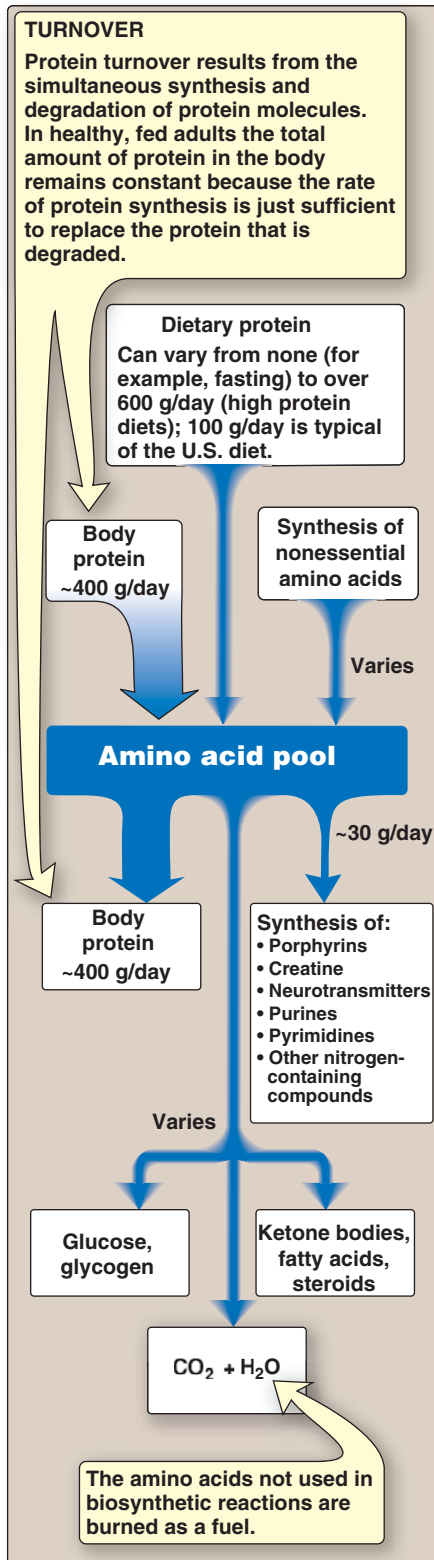 TURNOVER
Protein turnover results from the
simultaneous synthesis and
degradation of protein molecules.
In healthy, fed adults the total
amount of protein in the body
remains constant because the rate
of protein synthesis is just sufficient
to replace the protein that is
degraded.
Dietary protein
Can vary from none (for
example, fasting) to over
600 g/day (high protein
diets); 100 g/day is typical
of the U.S. diet.
Body
protein
~400 g/day
Synthesis of
nonessential
amino acids
Varies
Amino acid pool
~30 g/day
Body
protein
~400 g/day
Synthesis of:
• Porphyrins
• Creatine
• Neurotransmitters
• Purines
• Pyrimidines
• Other nitrogen-
containing
compounds
Varies
Glucose,
glycogen
Ketone bodies,
fatty acids,
steroids
CO₂ + H₂O
The amino acids not used in
biosynthetic reactions are
burned as a fuel.